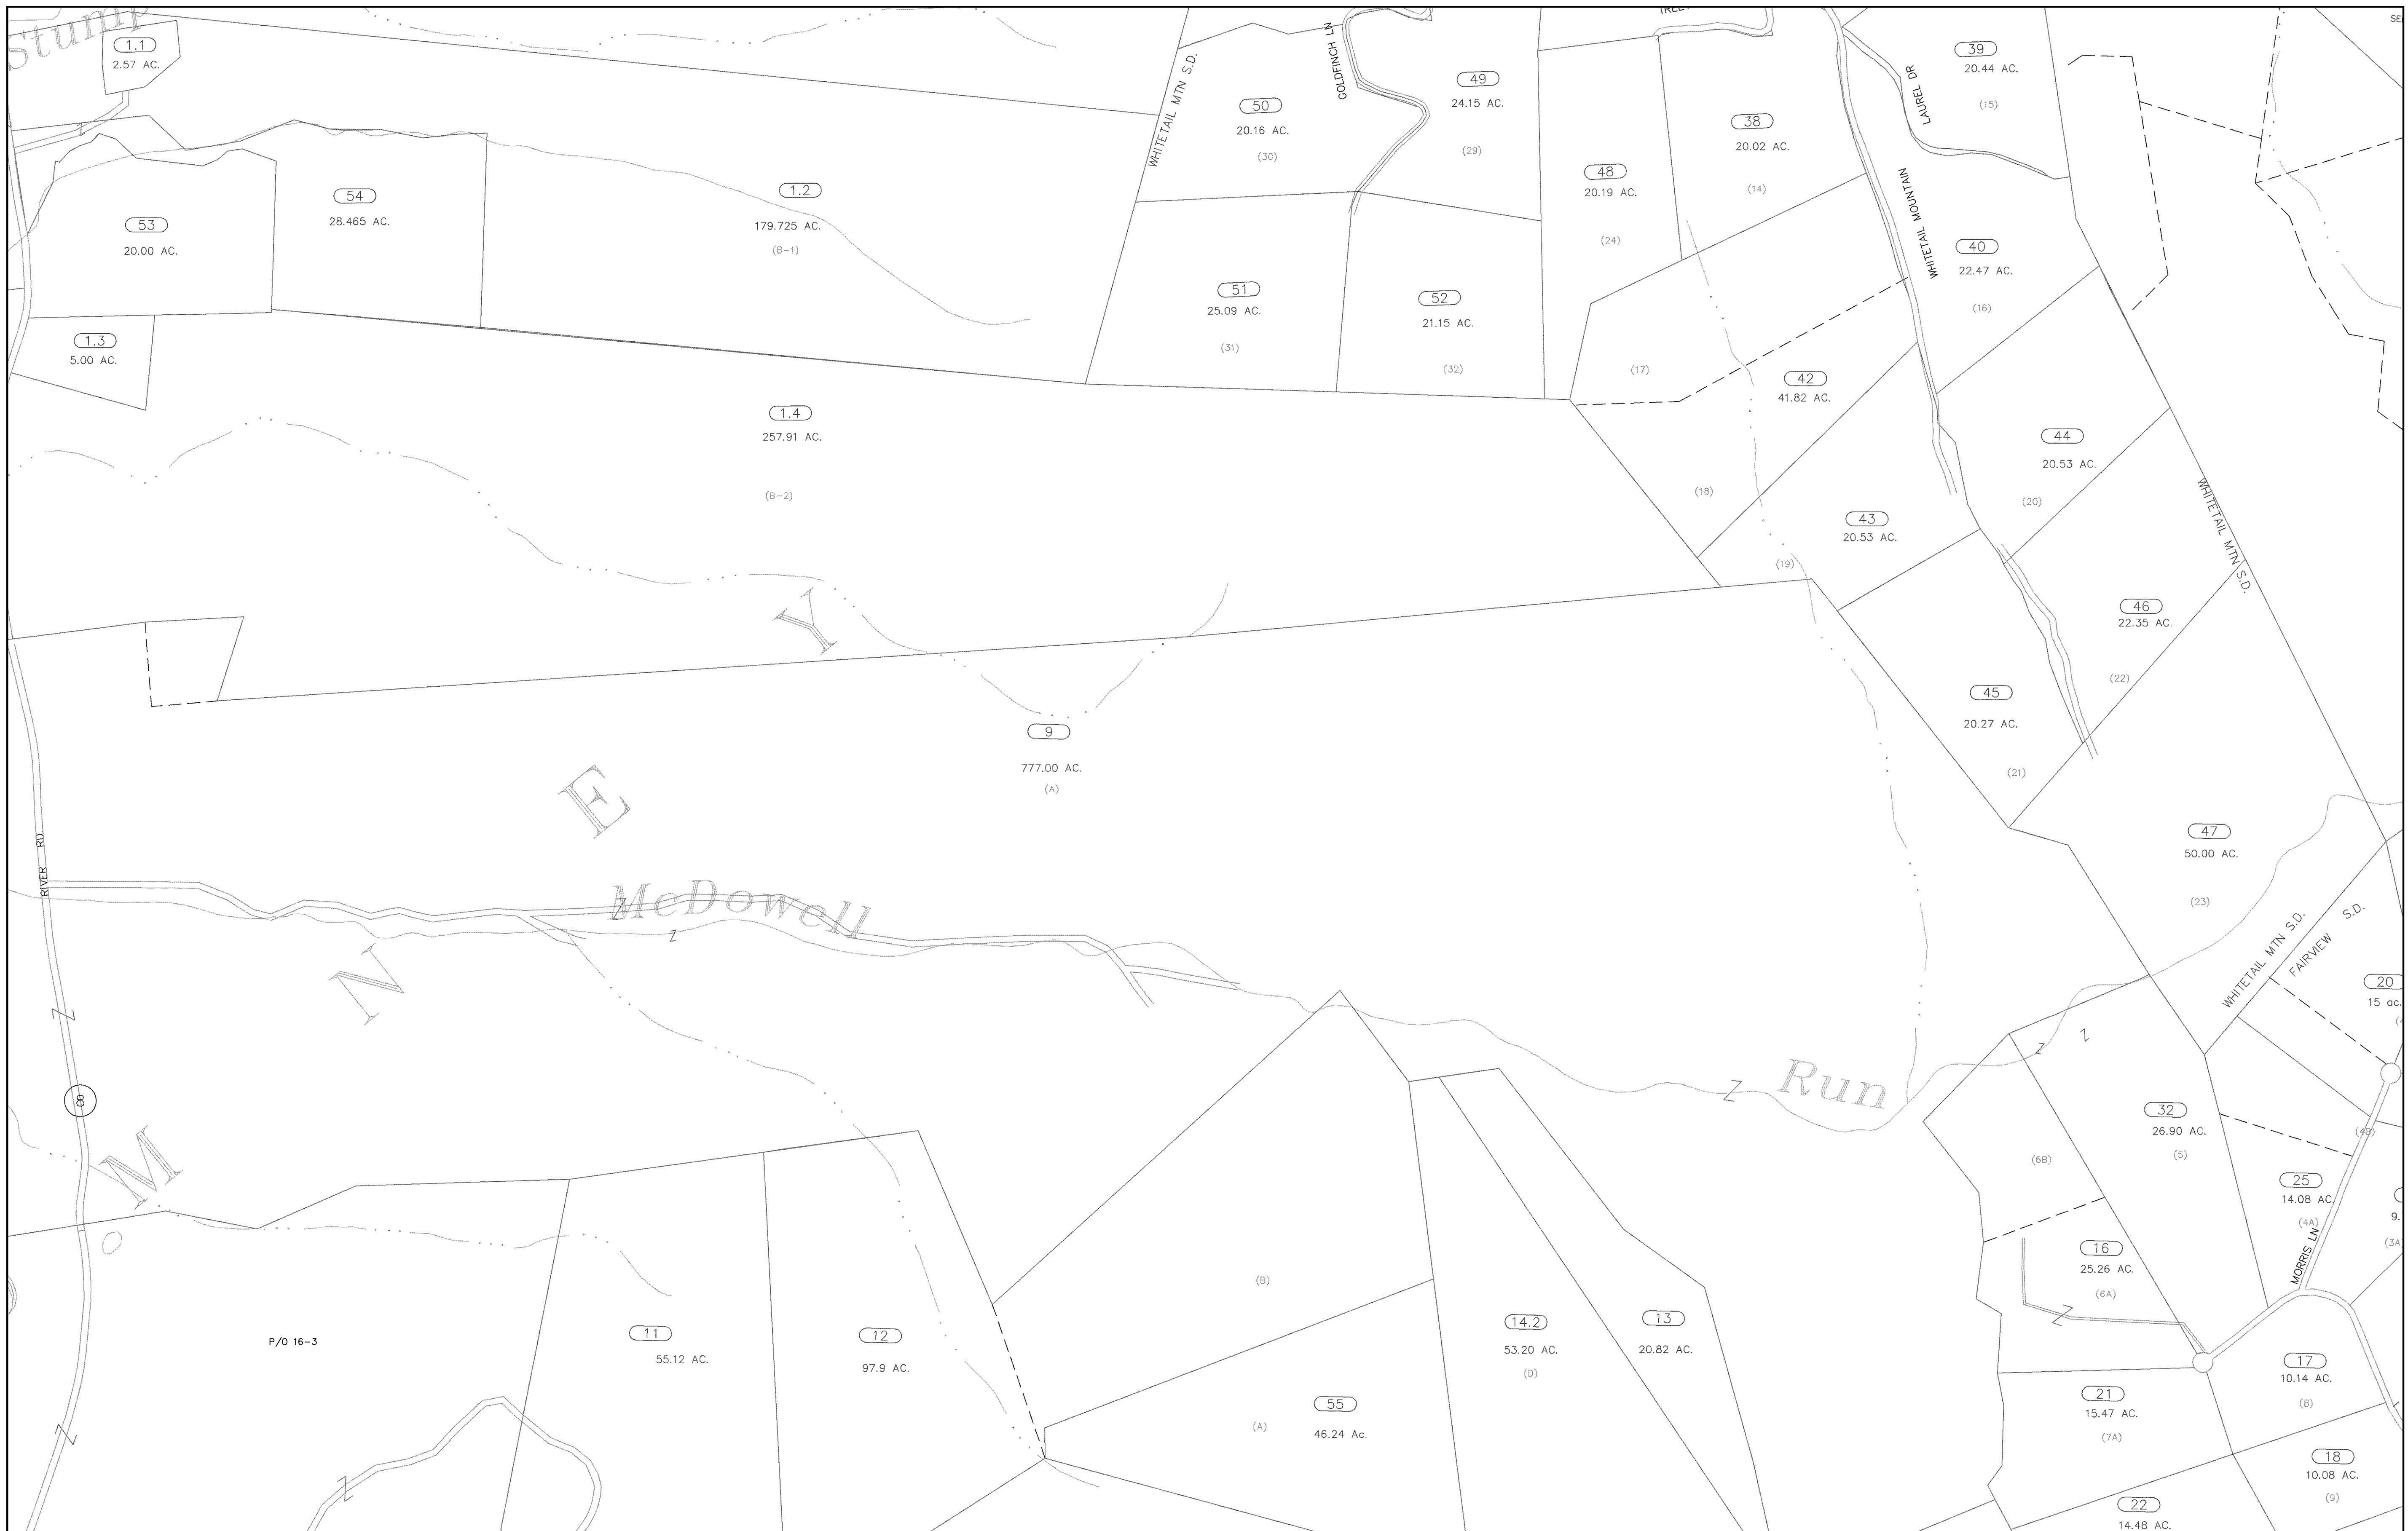 Stump
1.1
2.57 AC.
53
20.00 AC.
54
28.465 AC.
1.2
179.725 AC.
(B-1)
1.3
5.00 AC.
1.4
257.91 AC.
(B-2)
WHITETAIL MTN S.D.
GOLDFINCH LN
50
20.16 AC.
(30)
49
24.15 AC.
(29)
51
25.09 AC.
(31)
52
21.15 AC.
(32)
48
20.19 AC.
(24)
38
20.02 AC.
(14)
LAUREL DR
39
20.44 AC.
(15)
SE
WHITETAIL MOUNTAIN
40
22.47 AC.
(16)
(17)
42
41.82 AC.
(18)
43
20.53 AC.
(19)
44
20.53 AC.
(20)
WHITETAIL MTN S.D.
46
22.35 AC.
(22)
45
20.27 AC.
(21)
47
50.00 AC.
(23)
WHITETAIL MTN S.D.
FAIRVIEW S.D.
20
15 ac.
Y
E
N
M
9
777.00 AC.
(A)
RIVER RD
McDowell
Run
8
P/O 16-3
11
55.12 AC.
12
97.9 AC.
(B)
(A)
55
46.24 Ac.
14.2
53.20 AC.
(D)
13
20.82 AC.
(6B)
32
26.90 AC.
(5)
(4B)
25
14.08 AC.
(4A)
9.
(3A
MORRIS LN
16
25.26 AC.
(6A)
17
10.14 AC.
(8)
21
15.47 AC.
(7A)
18
10.08 AC.
(9)
22
14.48 AC.